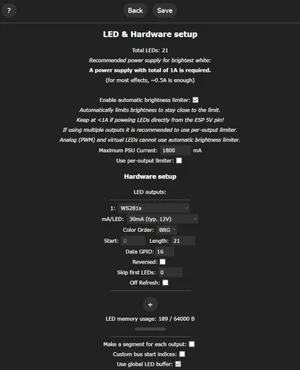 ?
Back
Save
LED & Hardware setup
Total LEDs: 21
Recommended power supply for brightest white:
A power supply with total of 1A is required.
(for most effects, ~0.5A is enough)
Enable automatic brightness limiter:
Automatically limits brightness to stay close to the limit.
Keep at <1A if poweing LEDs directly from the ESP 5V pin!
If using multiple outputs it is recommended to use per-output limiter.
Analog (PWM) and virtual LEDs cannot use automatic brightness limiter.
Maximum PSU Current: 1800 mA
Use per-output limiter:
Hardware setup
LED outputs:
1: WS281x
mA/LED: 30mA (typ. 12V)
Color Order: BRG
Start: 0 Length: 21
Data GPIO: 16
Reversed:
Skip first LEDs: 0
Off Refresh:
+
LED memory usage: 189 / 64000 B
Make a segment for each output:
Custom bus start indices:
Use global LED buffer: